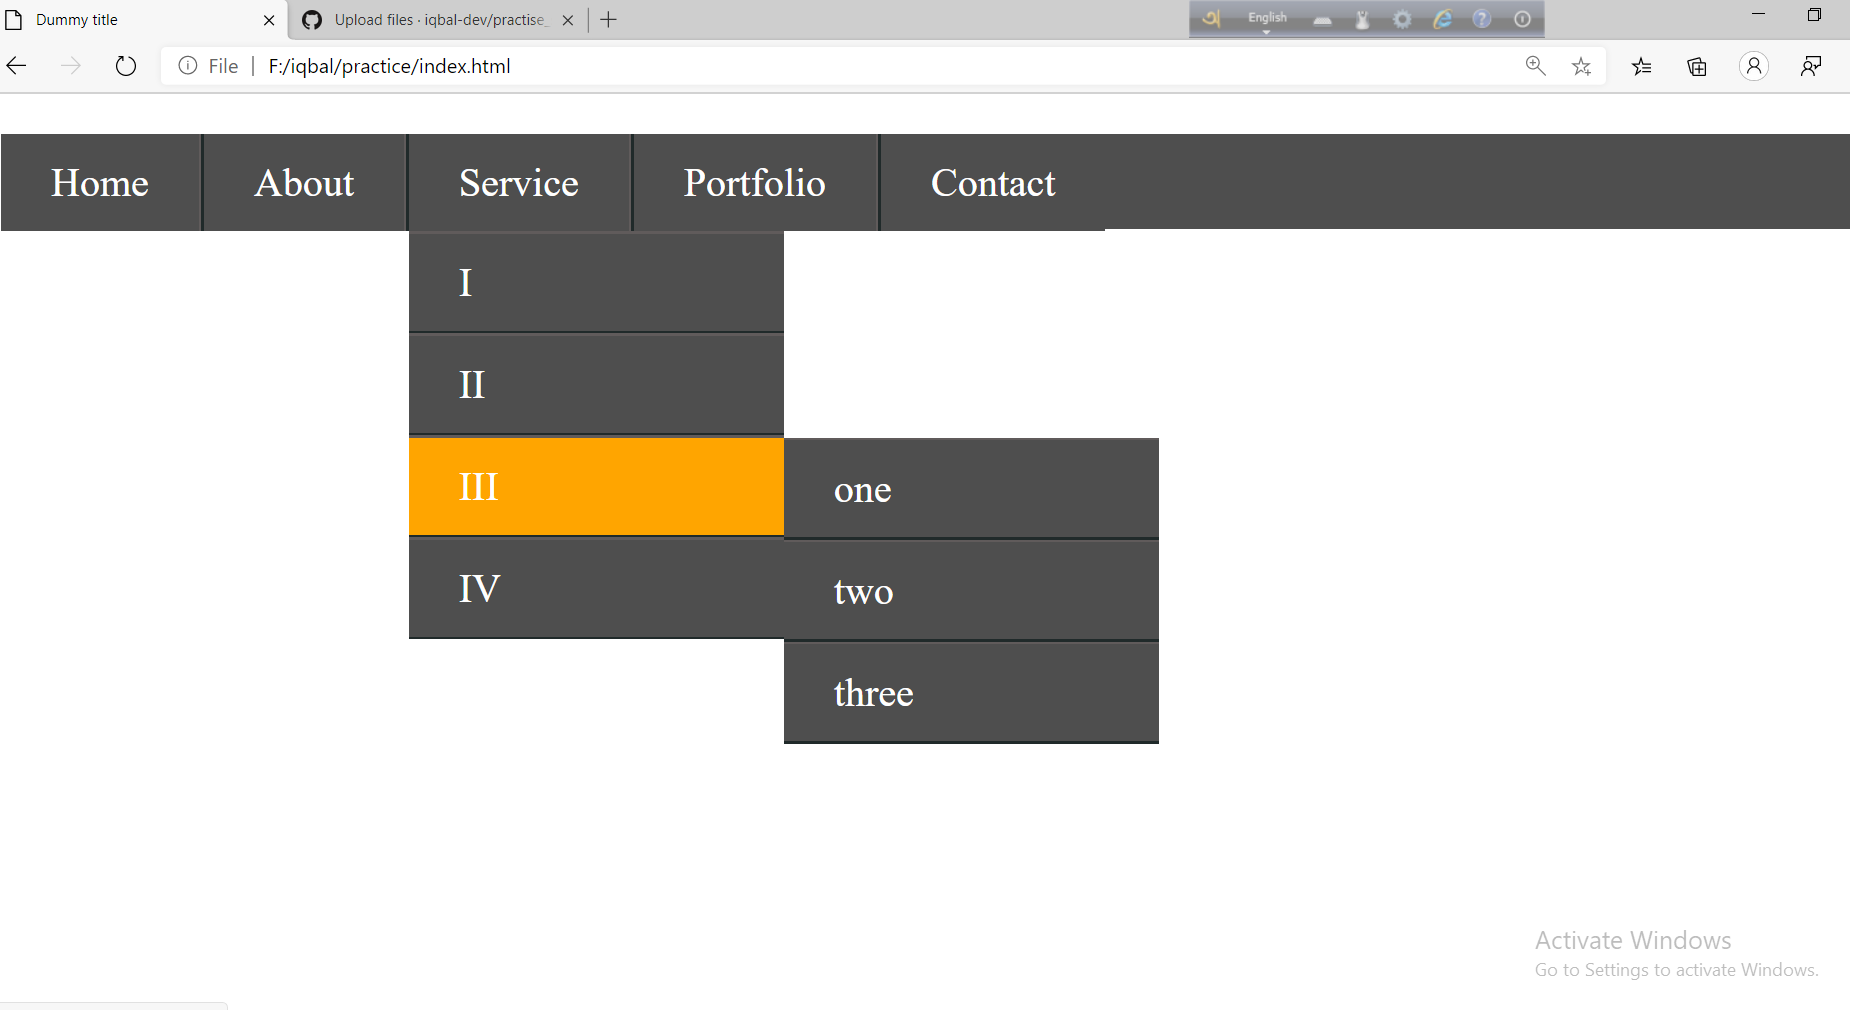 Dummy title
Upload files · iqbal-dev/practise_
English
File | F:/iqbal/practice/index.html
Home About Service Portfolio Contact
I
II
III
one
IV
two
three
Activate Windows
Go to Settings to activate Windows.